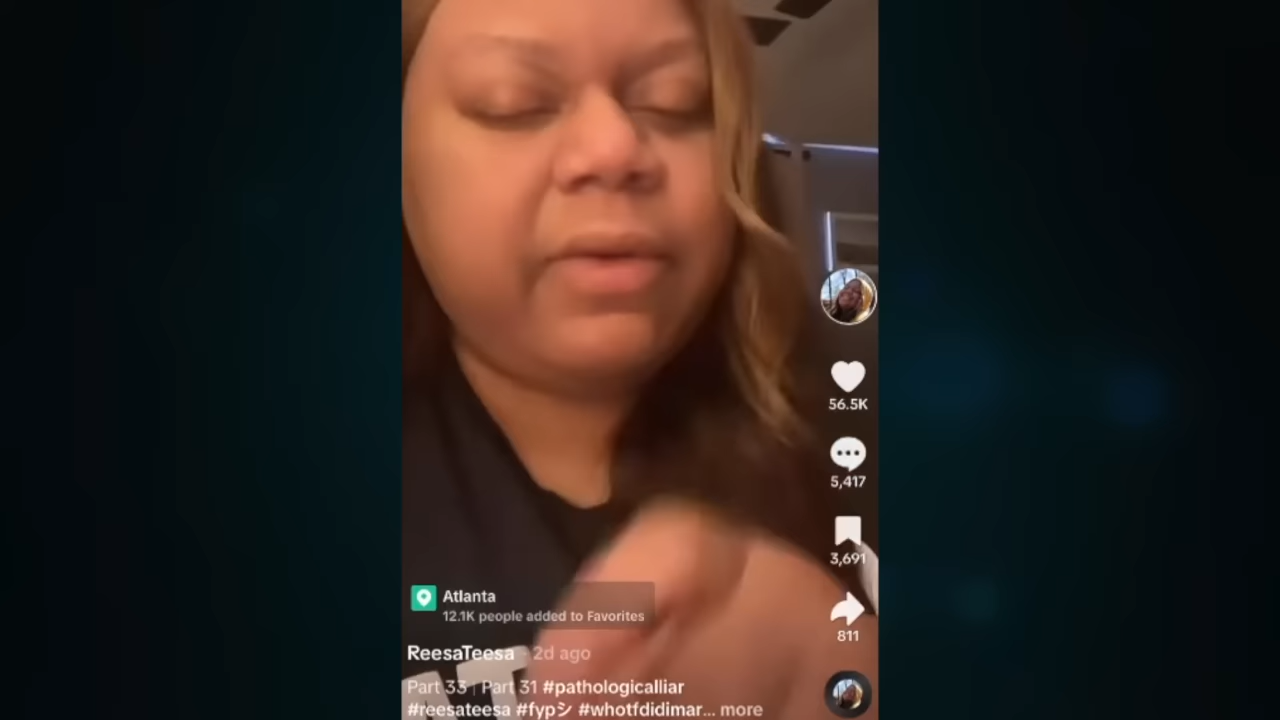 56.5K
5,417
3,691
811
Atlanta
12.1K people added to Favorites
ReesaTeesa · 2d ago
Part 33 | Part 31 #pathologicalliar
#reesateesa #fypシ #whotfdidimar... more